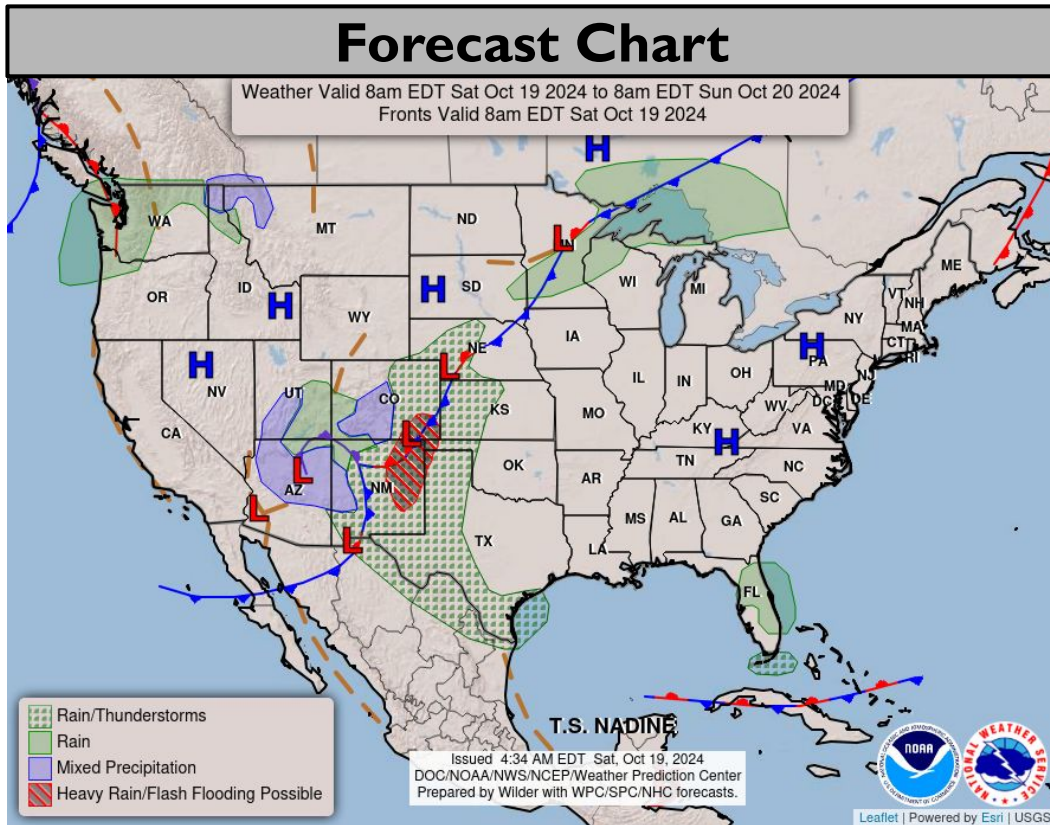 Forecast Chart
Weather Valid 8am EDT Sat Oct 19 2024 to 8am EDT Sun Oct 20 2024
Fronts Valid 8am EDT Sat Oct 19 2024
H
WA
MT
ND
L
ME
OR
ID
H
H
SD
WI
MI
VT
NH
NY
MA
CT
RI
WY
H
PA
NJ
H
NV
UT
CO
L
NE
IA
IL
IN
OH
MD
DE
DC
WV
VA
CA
KS
MO
KY
H
L
L
AZ
NM
OK
AR
TN
NC
SC
L
L
TX
LA
MS
AL
GA
FL
Rain/Thunderstorms
Rain
Mixed Precipitation
Heavy Rain/Flash Flooding Possible
T.S. NADINE
Issued 4:34 AM EDT Sat, Oct 19, 2024
DOC/NOAA/NWS/NCEP/Weather Prediction Center
Prepared by Wilder with WPC/SPC/NHC forecasts.
NOAA
NATIONAL WEATHER SERVICE
Leaflet | Powered by Esri | USGS